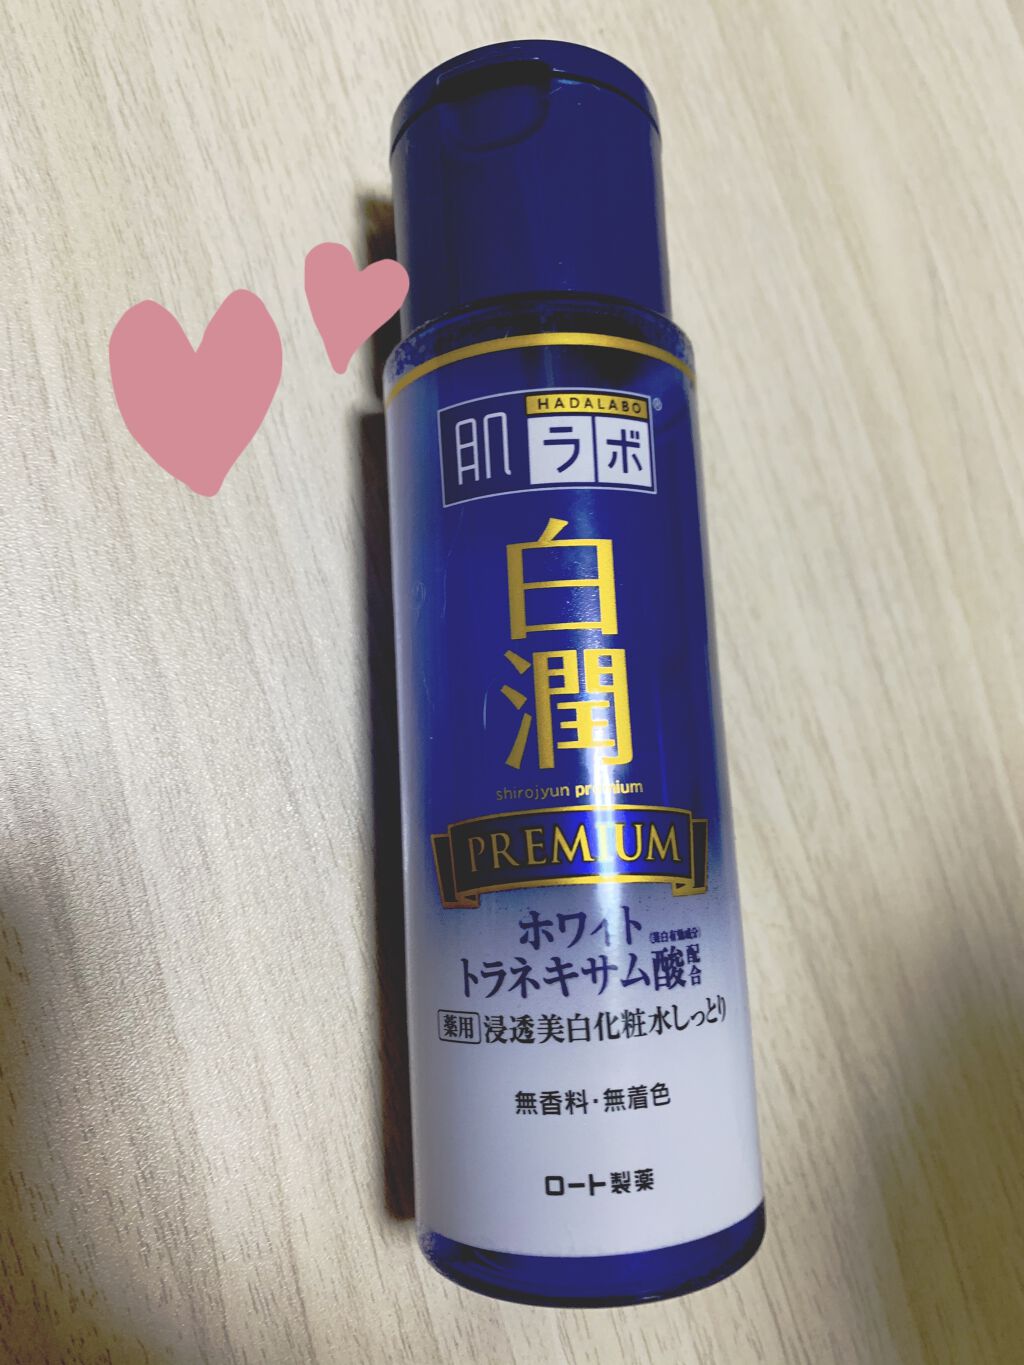 HADALABO
肌ラボ®
白潤
shirojyun premium
PREMIUM
ホワイト
トラネキサム酸(美白有効成分)配合
薬用 浸透美白化粧水しっとり
無香料・無着色
ロート製薬